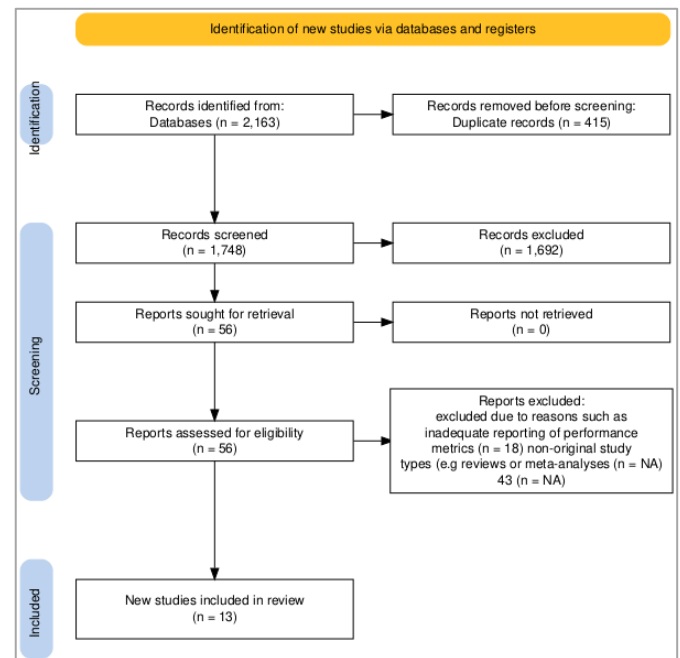 Identification of new studies via databases and registers
Identification
Records identified from:
Databases (n = 2,163)
Records removed before screening:
Duplicate records (n = 415)
Screening
Records screened
(n = 1,748)
Records excluded
(n = 1,692)
Reports sought for retrieval
(n = 56)
Reports not retrieved
(n = 0)
Reports assessed for eligibility
(n = 56)
Reports excluded:
excluded due to reasons such as
inadequate reporting of performance
metrics (n = 18) non-original study
types (e.g reviews or meta-analyses (n = NA)
43 (n = NA)
Included
New studies included in review
(n = 13)